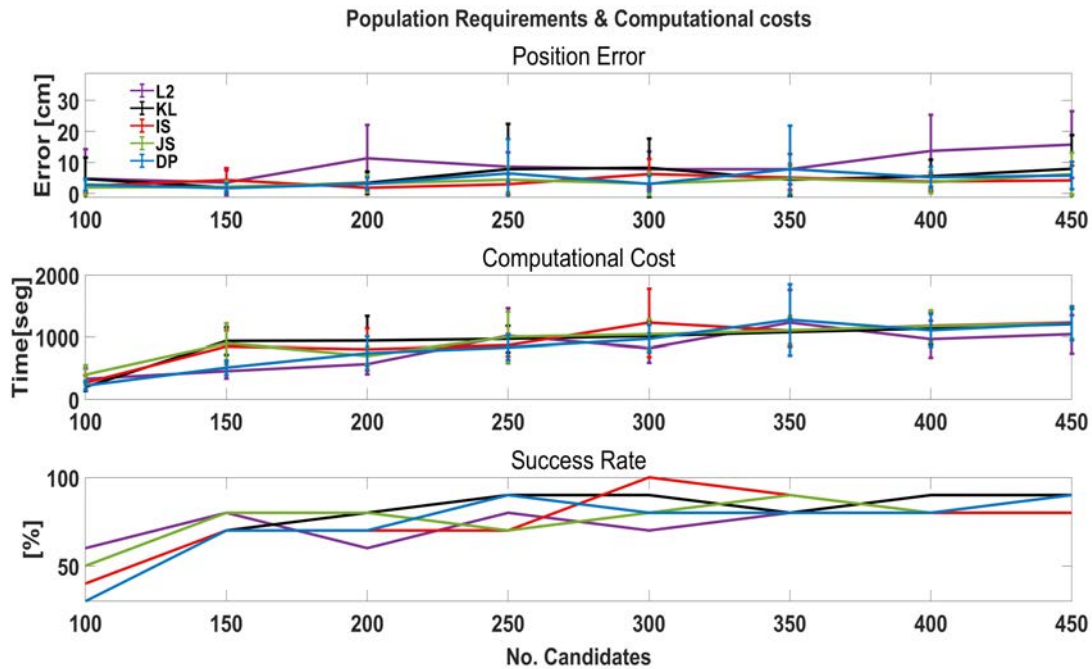 Population Requirements & Computational costs
Position Error
Error [cm]
30
20
10
0
L2
KL
IS
JS
DP
100 150 200 250 300 350 400 450
Computational Cost
Time[seg]
2000
1000
0
100 150 200 250 300 350 400 450
Success Rate
[%]
100
50
100 150 200 250 300 350 400 450
No. Candidates